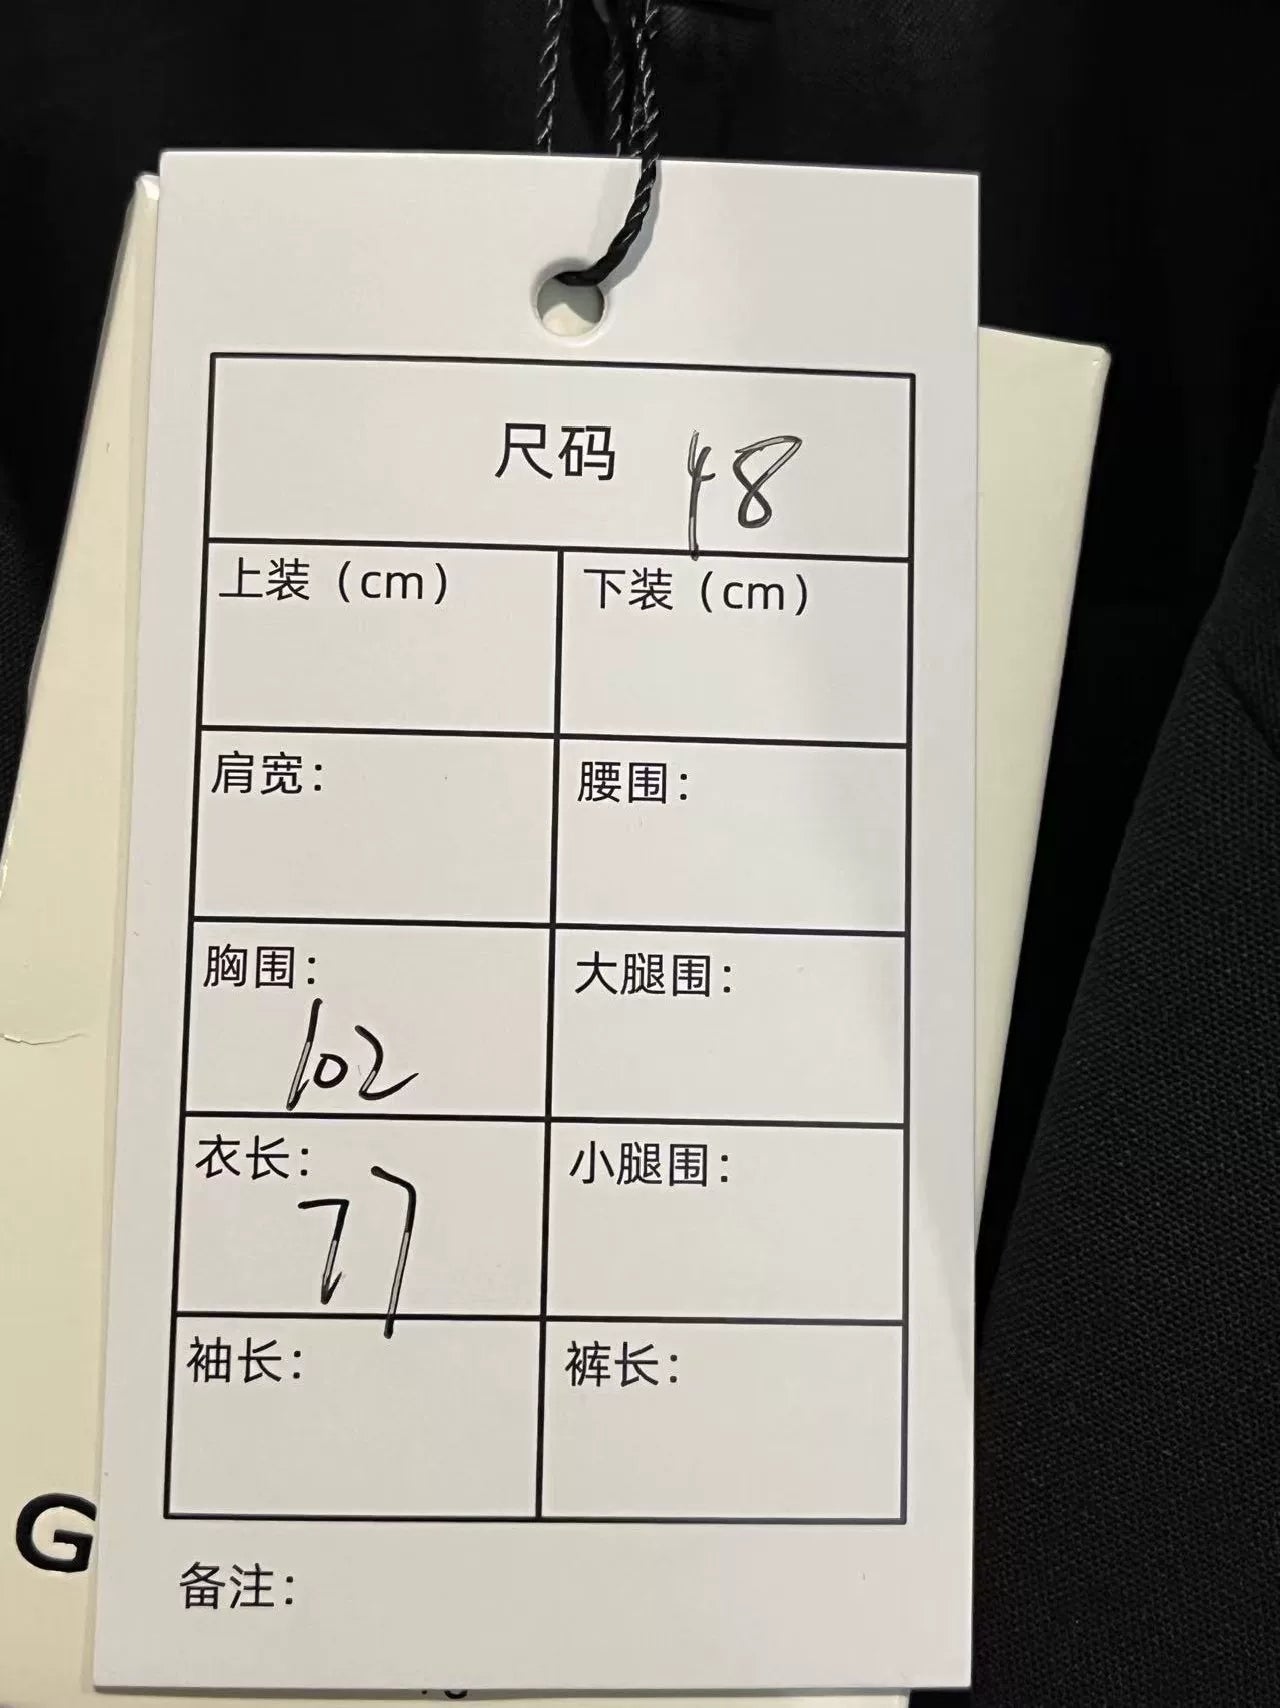 尺码 48
上装（cm） 下装（cm）
肩宽： 腰围：
胸围： 大腿围：
102
衣长： 小腿围：
77
袖长： 裤长：
G
备注：